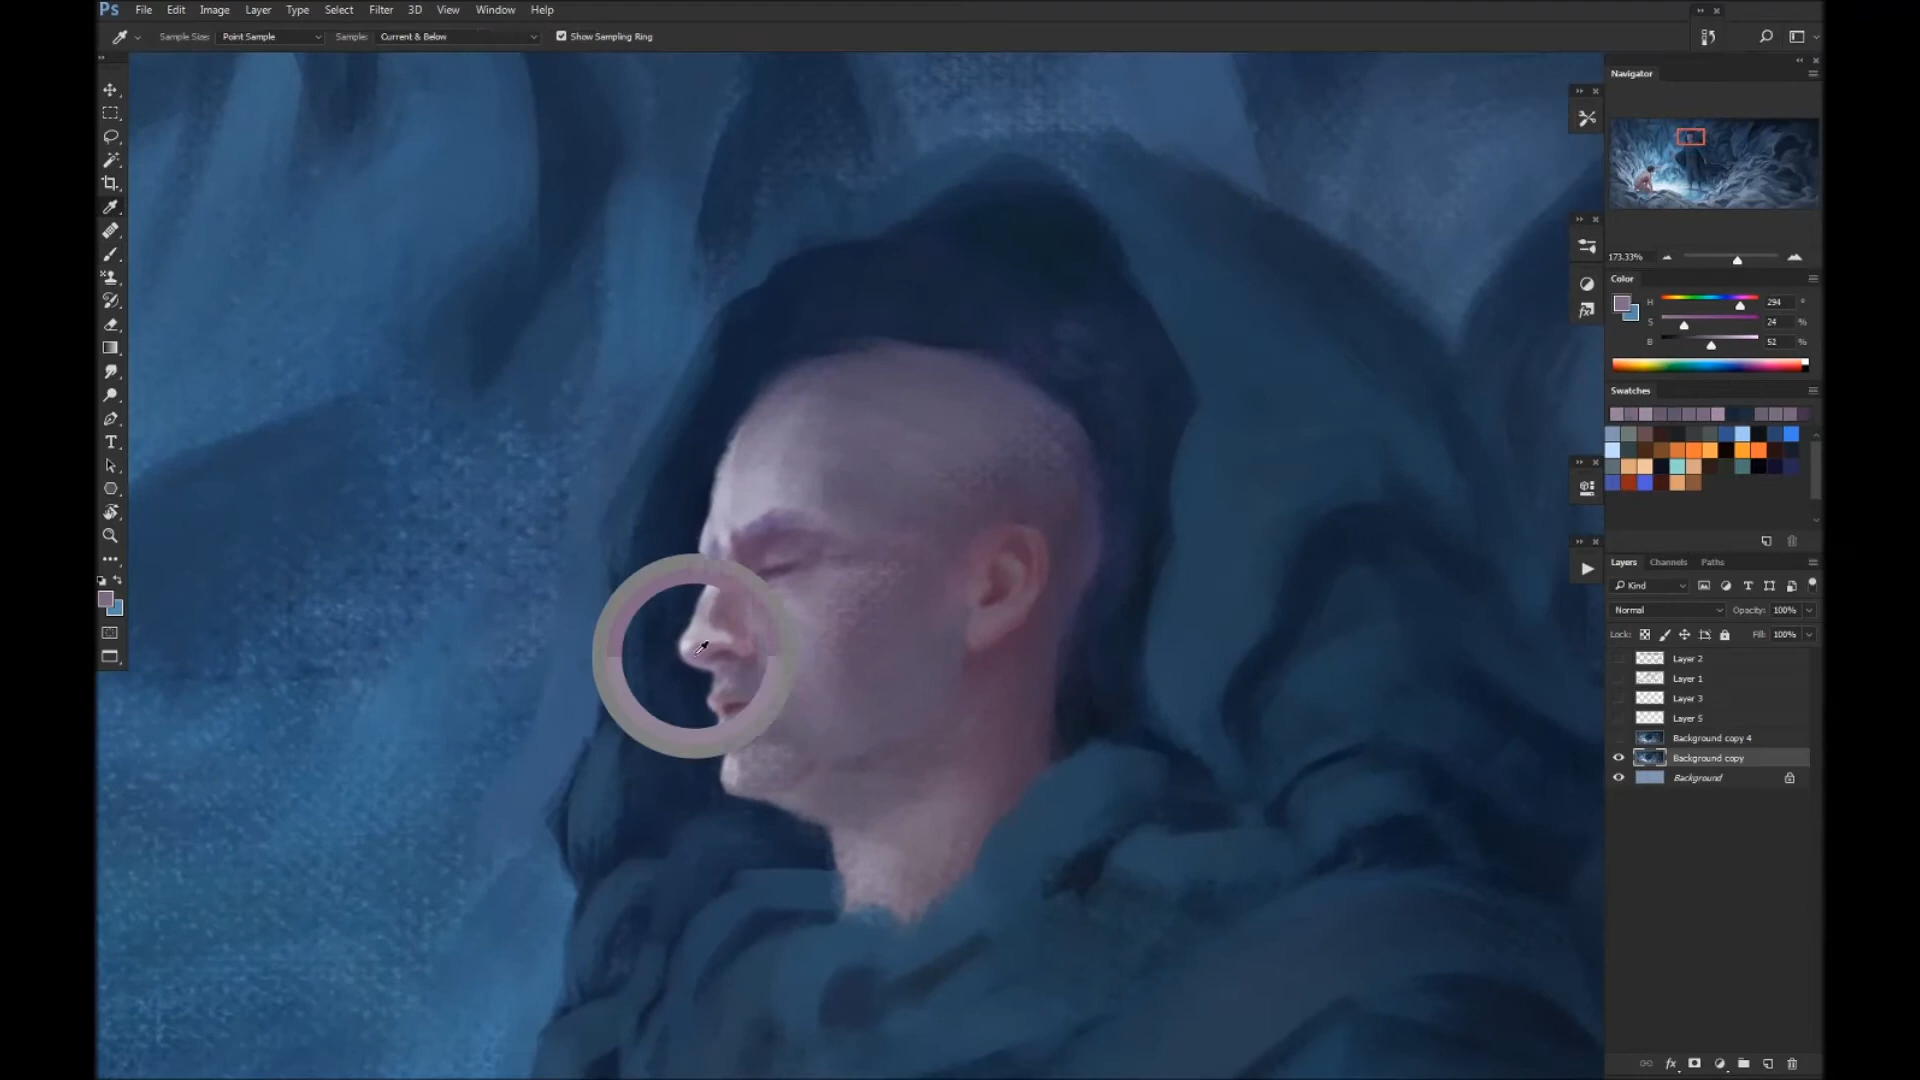 Ps File Edit Image Layer Type Select Filter 3D View Window Help
Sample Size: Point Sample Sample: Current & Below Show Sampling Ring
Navigator
173.33%
Color
H 294 °
S 24 %
B 52 %
Swatches
Layers Channels Paths
Kind
Normal Opacity: 100%
Lock: Fill: 100%
Layer 2
Layer 1
Layer 3
Layer 5
Background copy 4
Background copy
Background
fx